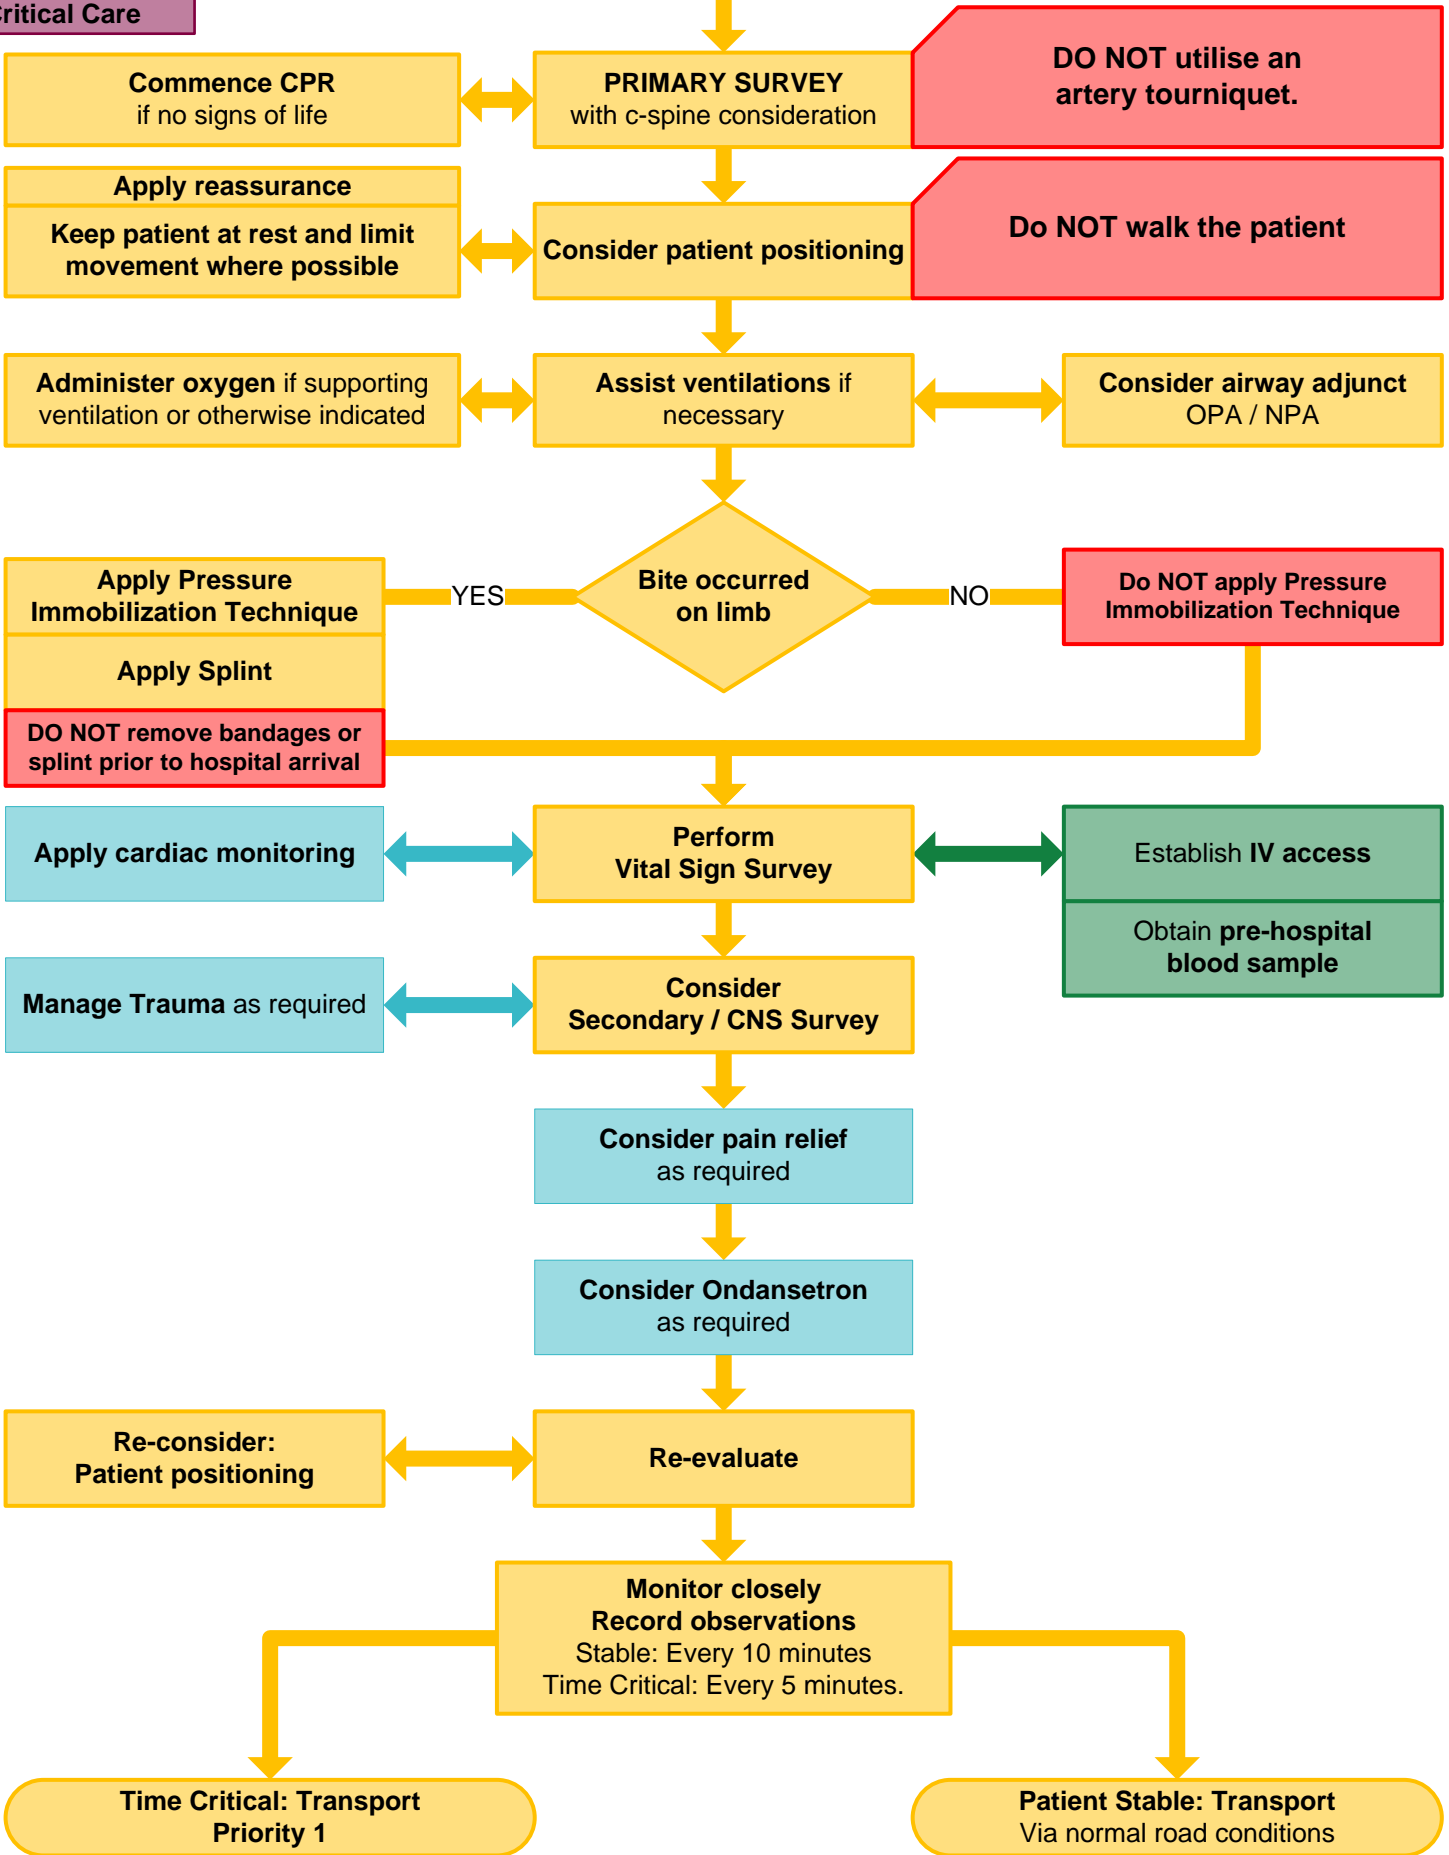 Critical Care
Commence CPR
if no signs of life
PRIMARY SURVEY
with c-spine consideration
DO NOT utilise an
artery tourniquet.
Apply reassurance
Keep patient at rest and limit
movement where possible
Consider patient positioning
Do NOT walk the patient
Administer oxygen if supporting
ventilation or otherwise indicated
Assist ventilations if
necessary
Consider airway adjunct
OPA / NPA
Bite occurred
on limb
YES
NO
Apply Pressure
Immobilization Technique
Apply Splint
DO NOT remove bandages or
splint prior to hospital arrival
Do NOT apply Pressure
Immobilization Technique
Apply cardiac monitoring
Perform
Vital Sign Survey
Establish IV access
Obtain pre-hospital
blood sample
Manage Trauma as required
Consider
Secondary / CNS Survey
Consider pain relief
as required
Consider Ondansetron
as required
Re-consider:
Patient positioning
Re-evaluate
Monitor closely
Record observations
Stable: Every 10 minutes
Time Critical: Every 5 minutes.
Time Critical: Transport
Priority 1
Patient Stable: Transport
Via normal road conditions